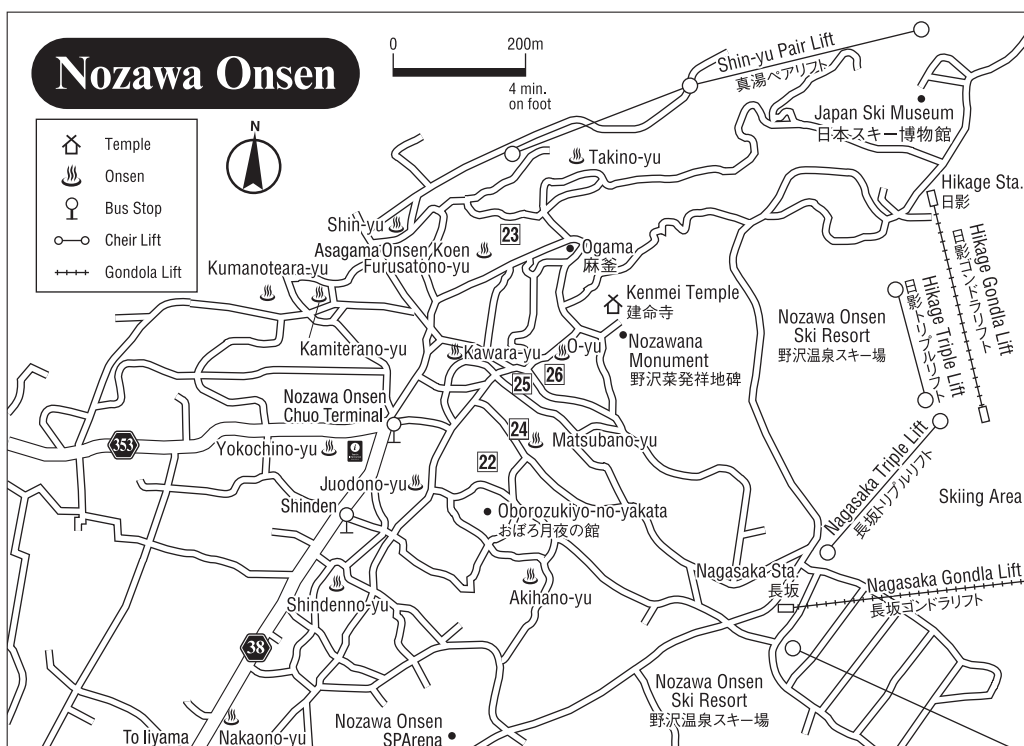 Nozawa Onsen
0 200m
4 min.
on foot
N
Temple
Onsen
Bus Stop
Cheir Lift
Gondola Lift
Shin-yu Pair Lift
真湯ペアリフト
Japan Ski Museum
日本スキー博物館
Takino-yu
Hikage Sta.
日影
Shin-yu
23
Asagama Onsen Koen
Furusatono-yu
Ogama
麻釜
Kumanoteara-yu
Kamiterano-yu
Kenmei Temple
建命寺
Hikage Gondla Lift
日影ゴンドラリフト
Hikage Triple Lift
日影トリプルリフト
Nozawa Onsen
Ski Resort
野沢温泉スキー場
Nozawana
Monument
野沢菜発祥地碑
Kawara-yu
O-yu
26
25
Nozawa Onsen
Chuo Terminal
24
Matsubano-yu
353
Yokochino-yu
i
22
Juodono-yu
Nagasaka Triple Lift
長坂トリプルリフト
Skiing Area
Shinden
Oborozukiyo-no-yakata
おぼろ月夜の館
Nagasaka Sta.
長坂
Nagasaka Gondla Lift
長坂ゴンドラリフト
Shindenno-yu
Akihano-yu
38
Nozawa Onsen
Ski Resort
野沢温泉スキー場
To Iiyama
Nakaono-yu
Nozawa Onsen
SPArena